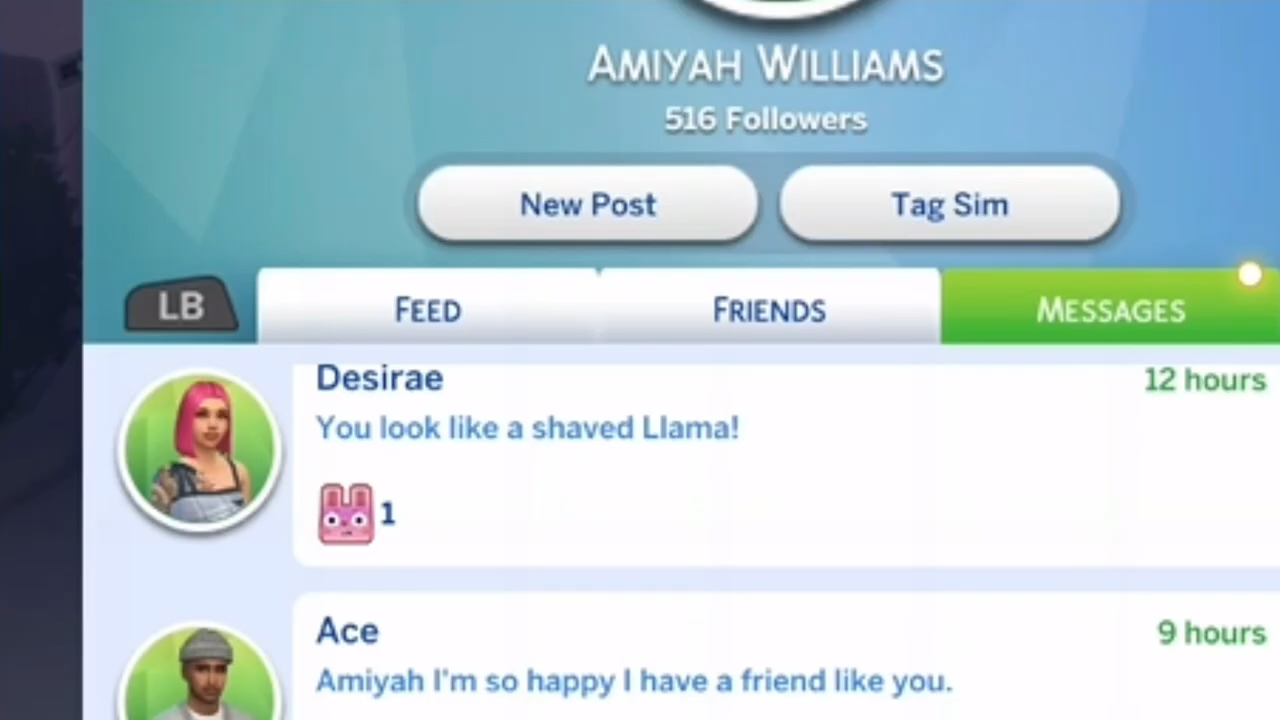 AMIYAH WILLIAMS
516 Followers
New Post
Tag Sim
LB
FEED
FRIENDS
MESSAGES
Desirae
12 hours
You look like a shaved Llama!
1
Ace
9 hours
Amiyah I'm so happy I have a friend like you.